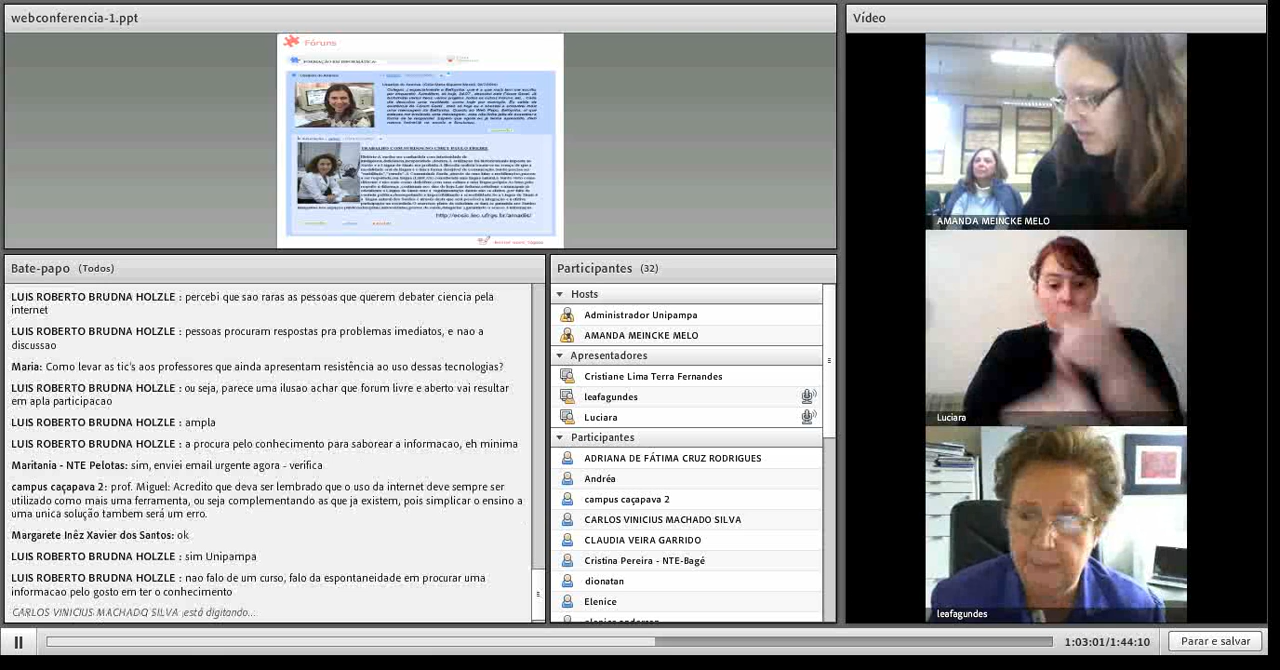 webconferencia-1.ppt
Fóruns
TRABALHO COM SURDOS NO CMET PAULO FREIRE
Bate-papo (Todos)
LUIS ROBERTO BRUDNA HOLZLE : percebi que sao raras as pessoas que querem debater ciencia pela
internet
LUIS ROBERTO BRUDNA HOLZLE : pessoas procuram respostas pra problemas imediatos, e nao a
discussao
Maria: Como levar as tic's aos professores que ainda apresentam resistência ao uso dessas tecnologias?
LUIS ROBERTO BRUDNA HOLZLE : ou seja, parece uma ilusao achar que forum livre e aberto vai resultar
em apla participacao
LUIS ROBERTO BRUDNA HOLZLE : ampla
LUIS ROBERTO BRUDNA HOLZLE : a procura pelo conhecimento para saborear a informacao, eh minima
Maritania - NTE Pelotas: sim, enviei email urgente agora - verifica
campus caçapava 2: prof. Miguel: Acredito que deva ser lembrado que o uso da internet deve sempre ser
utilizado como mais uma ferramenta, ou seja complementando as que ja existem, pois simplicar o ensino a
uma unica solução tambem será um erro.
Margarete Inêz Xavier dos Santos: ok
LUIS ROBERTO BRUDNA HOLZLE : sim Unipampa
LUIS ROBERTO BRUDNA HOLZLE : nao falo de um curso, falo da espontaneidade em procurar uma
informacao pelo gosto em ter o conhecimento
CARLOS VINICIUS MACHADO SILVA está digitando...
Participantes (32)
Hosts
Administrador Unipampa
AMANDA MEINCKE MELO
Apresentadores
Cristiane Lima Terra Fernandes
leafagundes
Luciara
Participantes
ADRIANA DE FÁTIMA CRUZ RODRIGUES
Andréa
campus caçapava 2
CARLOS VINICIUS MACHADO SILVA
CLAUDIA VEIRA GARRIDO
Cristina Pereira - NTE-Bagé
dionatan
Elenice
Vídeo
AMANDA MEINCKE MELO
Luciara
leafagundes
1:03:01/1:44:10
Parar e salvar